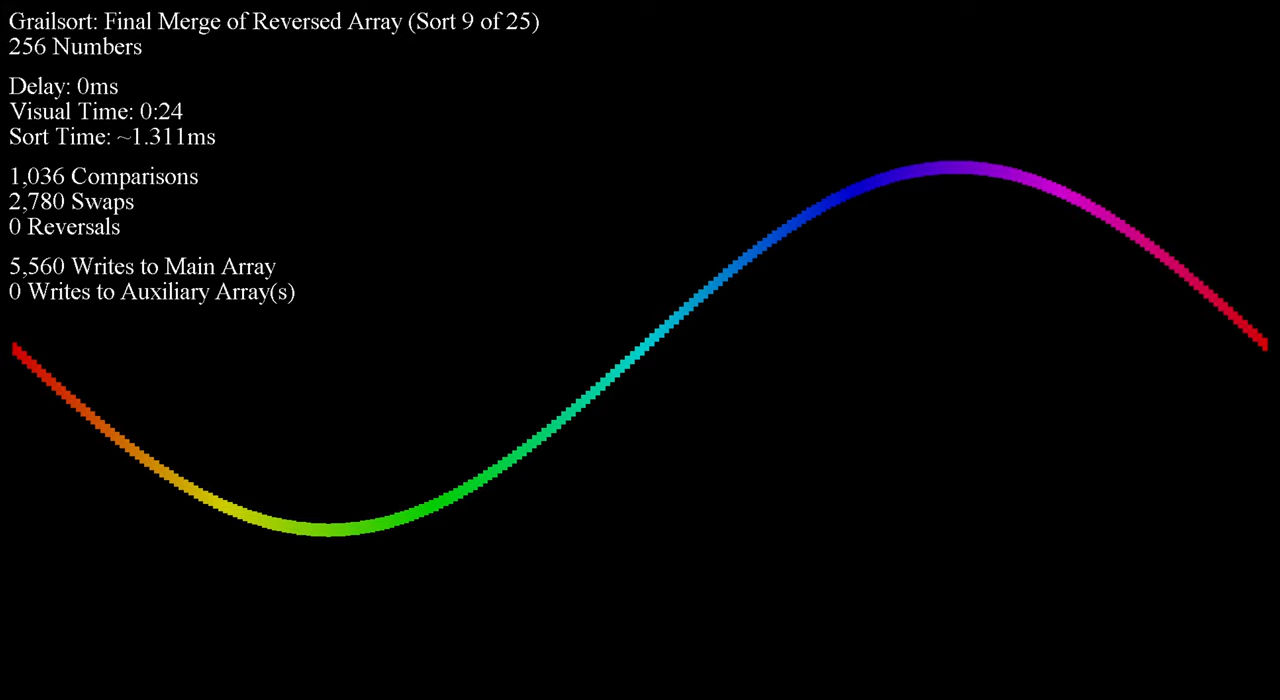 Grailsort: Final Merge of Reversed Array (Sort 9 of 25)
256 Numbers
Delay: 0ms
Visual Time: 0:24
Sort Time: ~1.311ms
1,036 Comparisons
2,780 Swaps
0 Reversals
5,560 Writes to Main Array
0 Writes to Auxiliary Array(s)